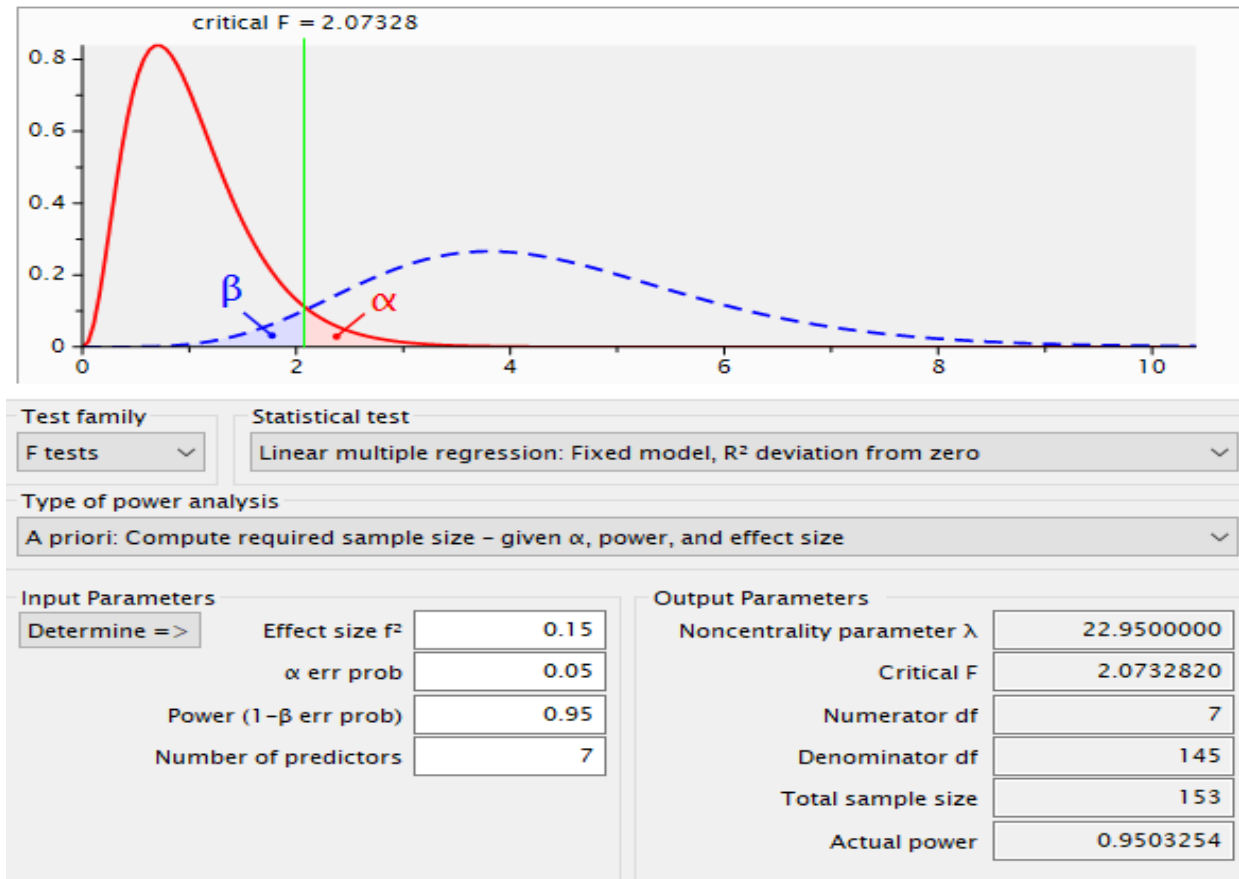 critical F = 2.07328
0.8
0.6
0.4
0.2
β
α
0
0 2 4 6 8 10
Test family Statistical test
F tests Linear multiple regression: Fixed model, R² deviation from zero
Type of power analysis
A priori: Compute required sample size – given α, power, and effect size
Input Parameters Output Parameters
Determine => Effect size f² 0.15 Noncentrality parameter λ 22.9500000
α err prob 0.05 Critical F 2.0732820
Power (1–β err prob) 0.95 Numerator df 7
Number of predictors 7 Denominator df 145
Total sample size 153
Actual power 0.9503254